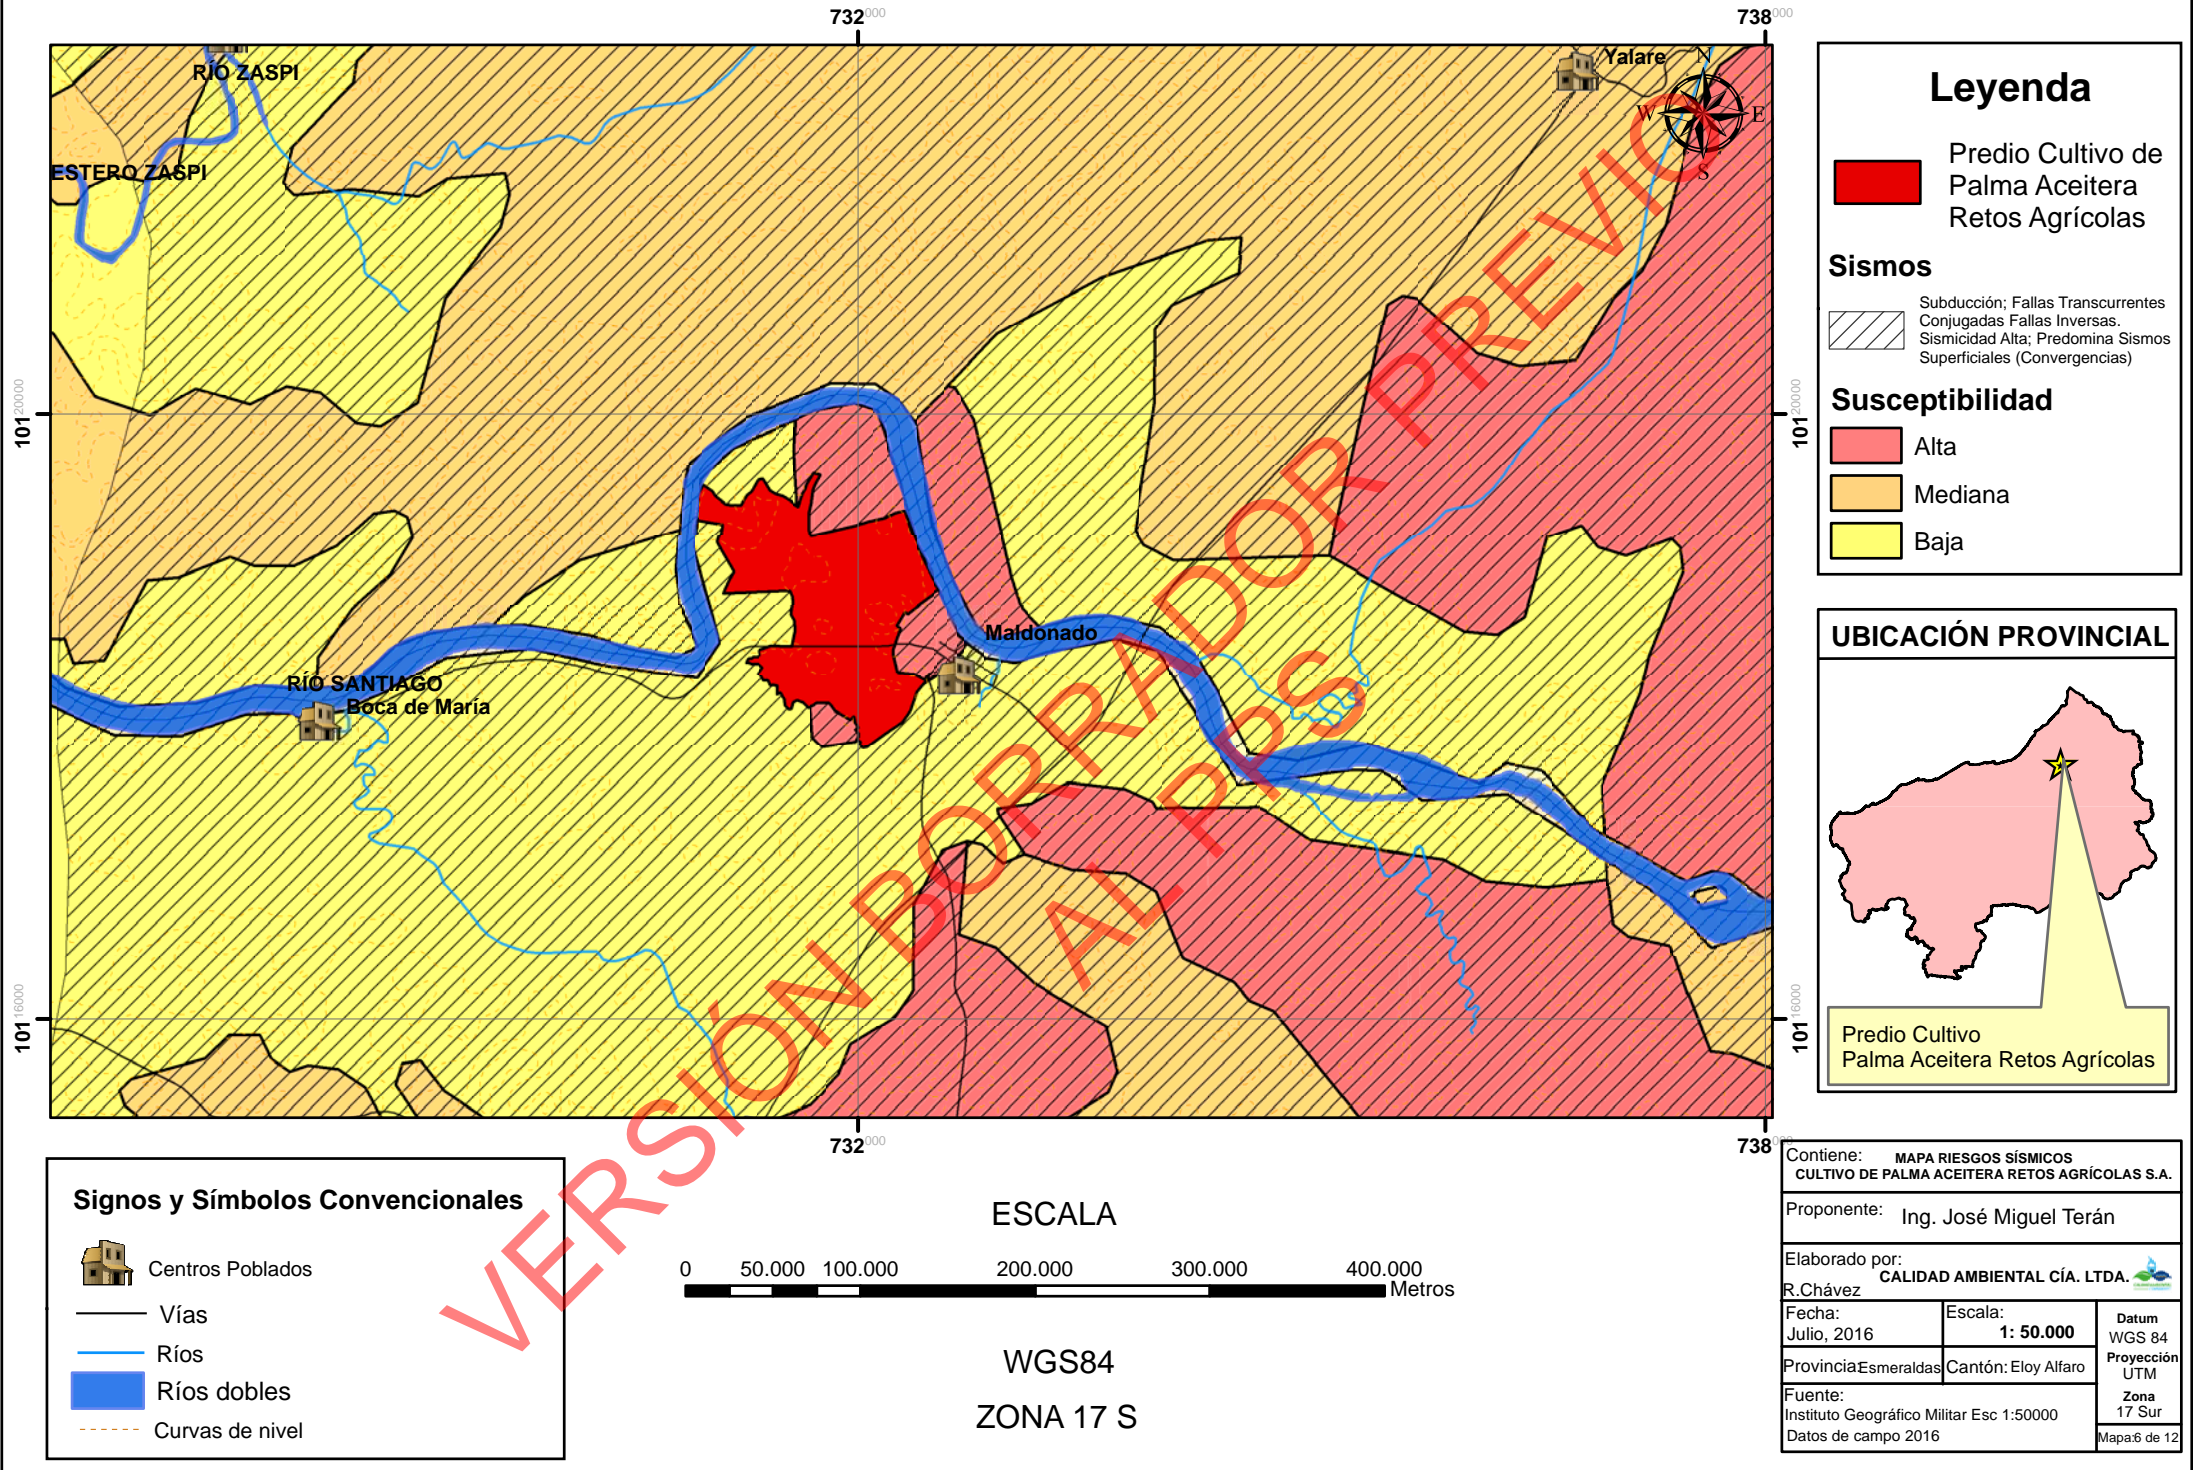 732000
738000
RÍO ZASPI
ESTERO ZASPI
Yalare
N
W
E
S
10120000
10120000
Maldonado
RÍO SANTIAGO
Boca de María
10116000
10116000
732000
738000
VERSIÓN BORRADOR PREVIO
AL PPS
Leyenda
Predio Cultivo de
Palma Aceitera
Retos Agrícolas
Sismos
Subducción; Fallas Transcurrentes
Conjugadas Fallas Inversas.
Sismicidad Alta; Predomina Sismos
Superficiales (Convergencias)
Susceptibilidad
Alta
Mediana
Baja
UBICACIÓN PROVINCIAL
Predio Cultivo
Palma Aceitera Retos Agrícolas
Signos y Símbolos Convencionales
Centros Poblados
Vías
Ríos
Ríos dobles
Curvas de nivel
ESCALA
0 50.000 100.000 200.000 300.000 400.000
Metros
WGS84
ZONA 17 S
Contiene: MAPA RIESGOS SÍSMICOS
CULTIVO DE PALMA ACEITERA RETOS AGRÍCOLAS S.A.
Proponente: Ing. José Miguel Terán
Elaborado por:
CALIDAD AMBIENTAL CÍA. LTDA.
R.Chávez
Fecha:
Julio, 2016
Escala:
1: 50.000
Datum
WGS 84
Proyección
UTM
Zona
17 Sur
Provincia:Esmeraldas
Cantón: Eloy Alfaro
Fuente:
Instituto Geográfico Militar Esc 1:50000
Datos de campo 2016
Mapa:6 de 12